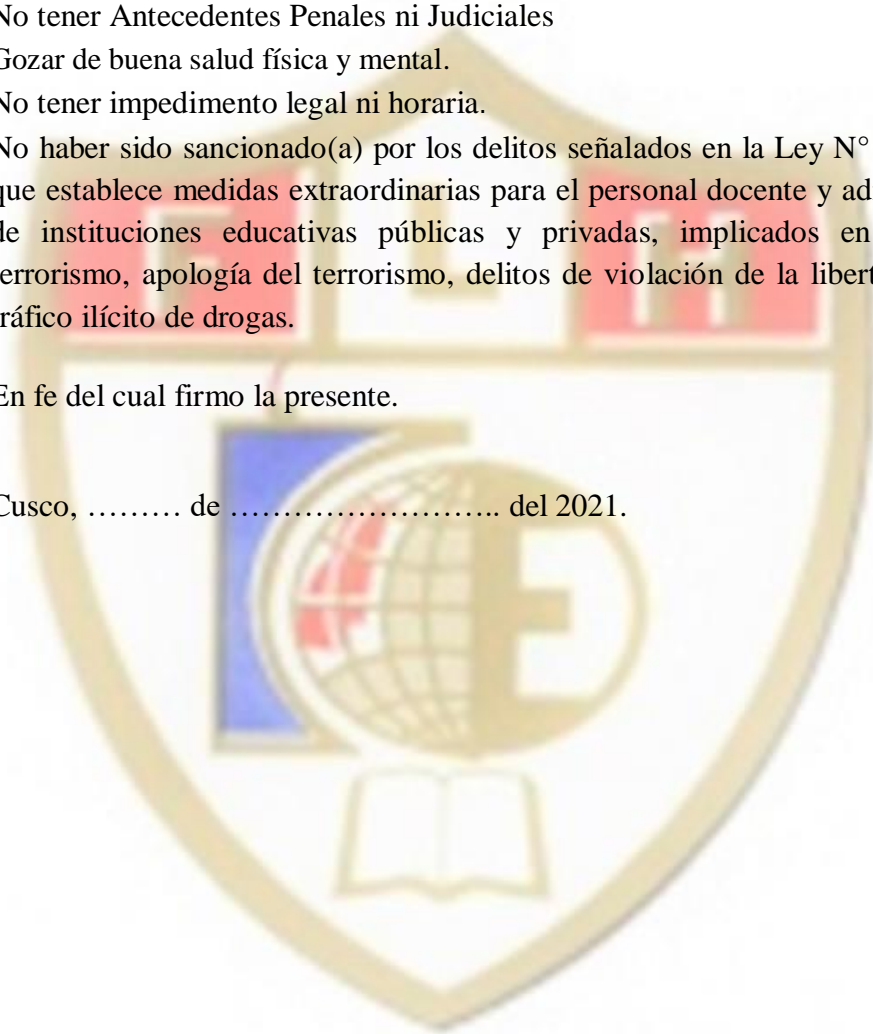 F L H
No tener Antecedentes Penales ni Judiciales
Gozar de buena salud física y mental.
No tener impedimento legal ni horaria.
No haber sido sancionado(a) por los delitos señalados en la Ley N°
que establece medidas extraordinarias para el personal docente y ad
de instituciones educativas públicas y privadas, implicados en
terrorismo, apología del terrorismo, delitos de violación de la libert
tráfico ilícito de drogas.
En fe del cual firmo la presente.
Cusco, ……… de …………………….. del 2021.
E